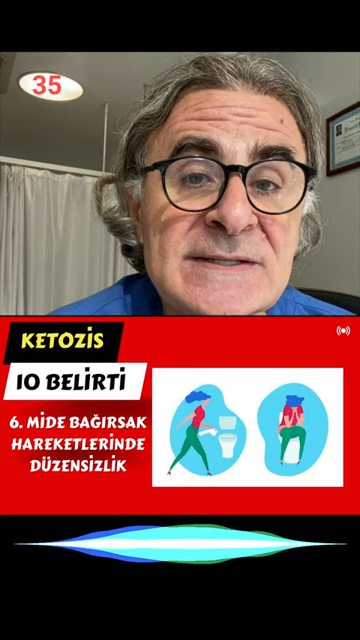 35
KETOZİS
10 BELİRTİ
6. MİDE BAĞIRSAK
HAREKETLERİNDE
DÜZENSİZLİK